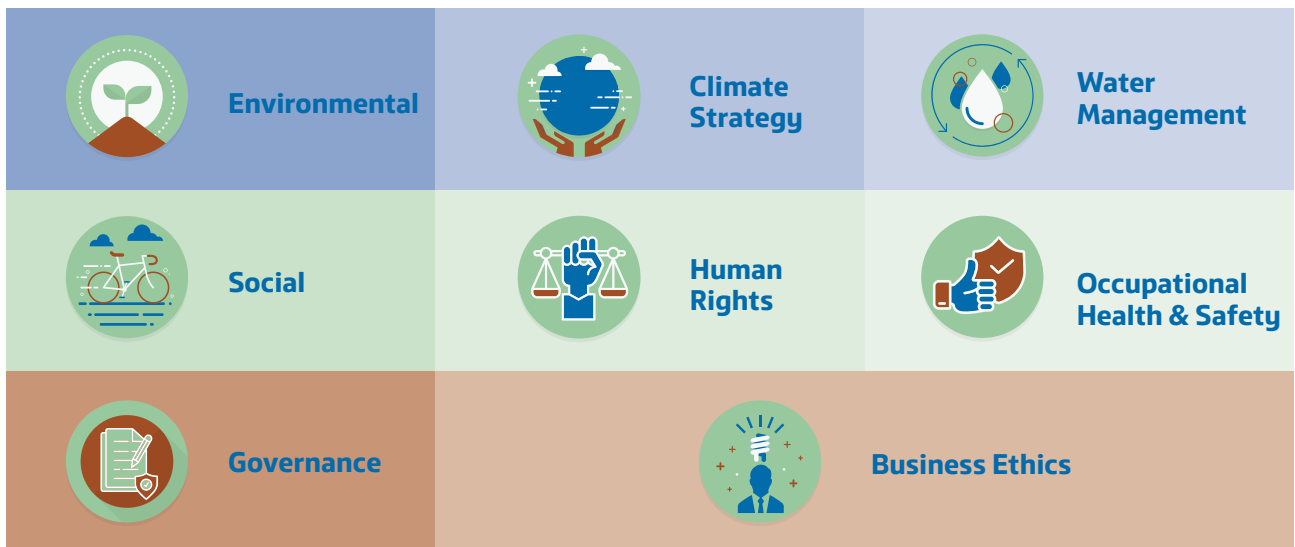 Environmental
Climate
Strategy
Water
Management
Social
Human
Rights
Occupational
Health & Safety
Governance
Business Ethics